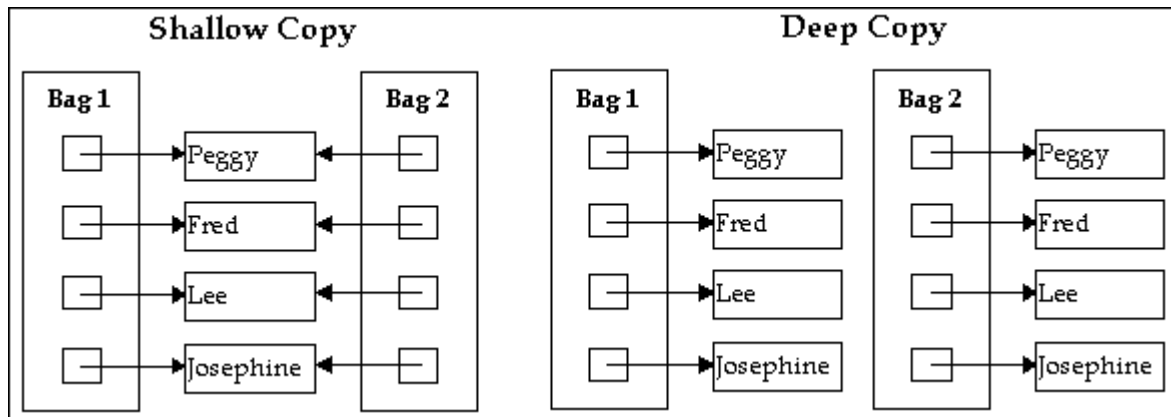 Shallow Copy
Bag 1
Bag 2
Peggy
Fred
Lee
Josephine
Deep Copy
Bag 1
Bag 2
Peggy
Peggy
Fred
Fred
Lee
Lee
Josephine
Josephine